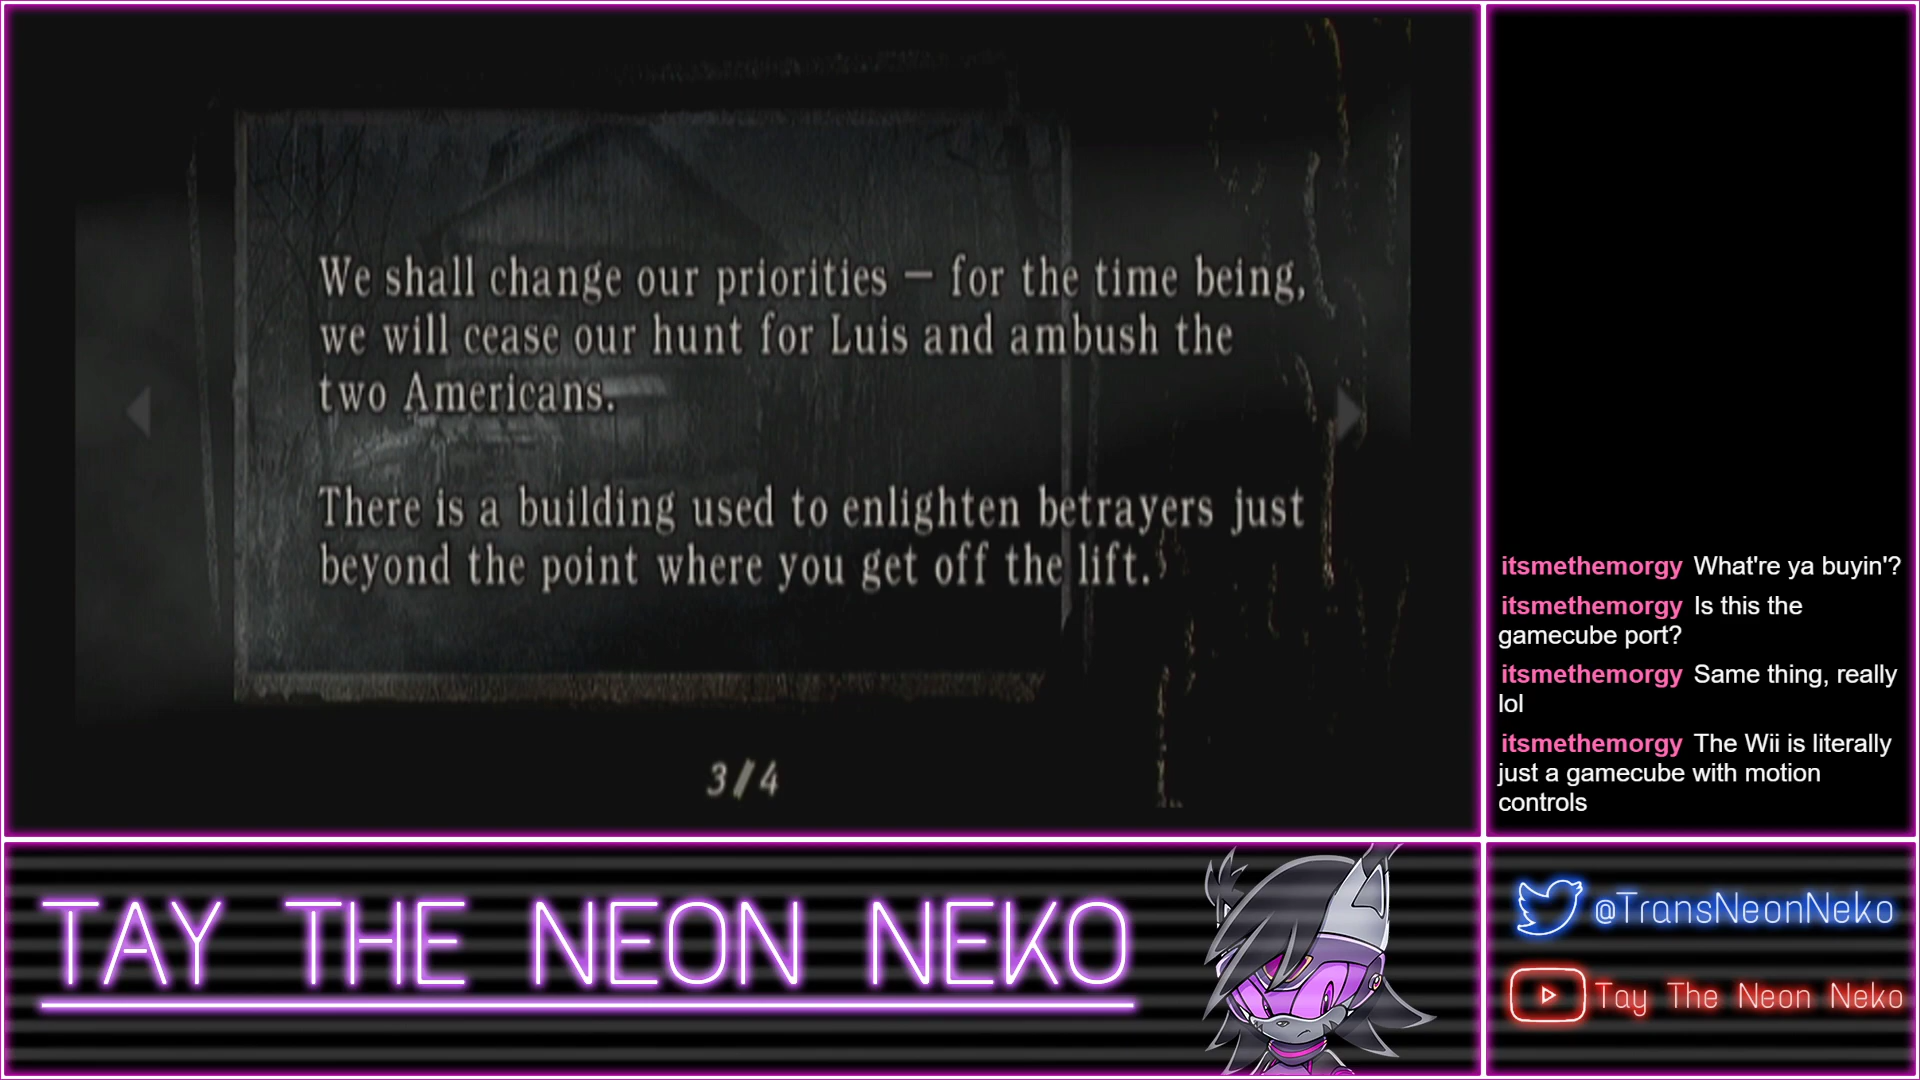 We shall change our priorities — for the time being,
we will cease our hunt for Luis and ambush the
two Americans.
There is a building used to enlighten betrayers just
beyond the point where you get off the lift.
3/4
itsmethemorgy What're ya buyin'?
itsmethemorgy Is this the
gamecube port?
itsmethemorgy Same thing, really
lol
itsmethemorgy The Wii is literally
just a gamecube with motion
controls
TAY THE NEON NEKO
@TransNeonNeko
Tay The Neon Neko